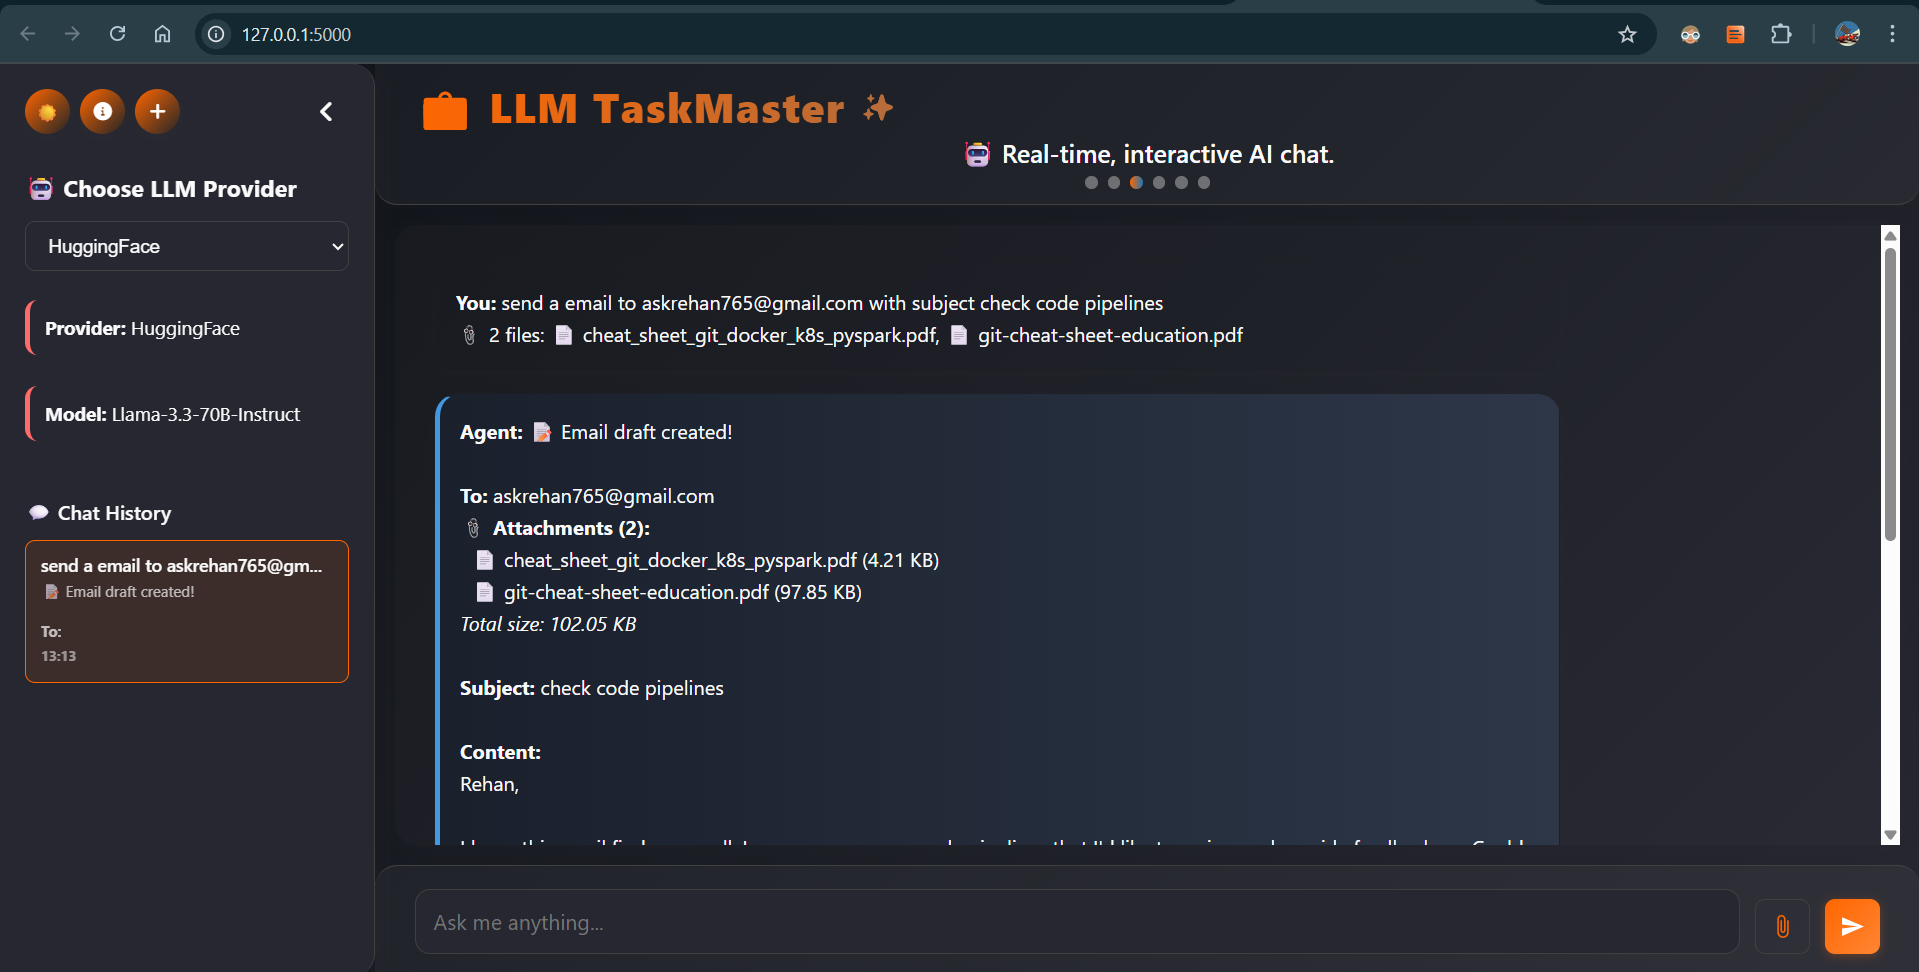 127.0.0.1:5000
LLM TaskMaster
Real-time, interactive AI chat.
Choose LLM Provider
HuggingFace
Provider: HuggingFace
Model: Llama-3.3-70B-Instruct
Chat History
send a email to askrehan765@gm...
Email draft created!
To:
13:13
You: send a email to askrehan765@gmail.com with subject check code pipelines
2 files: cheat_sheet_git_docker_k8s_pyspark.pdf, git-cheat-sheet-education.pdf
Agent: Email draft created!
To: askrehan765@gmail.com
Attachments (2):
cheat_sheet_git_docker_k8s_pyspark.pdf (4.21 KB)
git-cheat-sheet-education.pdf (97.85 KB)
Total size: 102.05 KB
Subject: check code pipelines
Content:
Rehan,
Ask me anything...